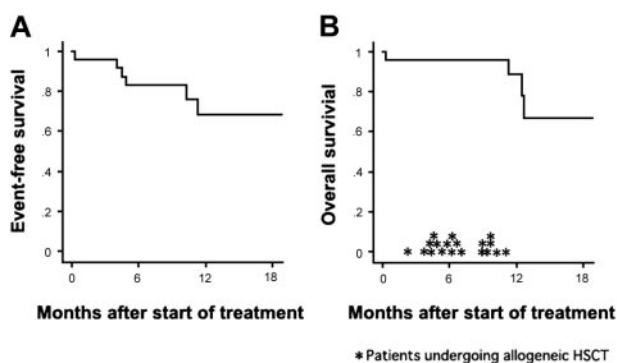 A
B
Event-free survival
1
.8
.6
.4
.2
0
0 6 12 18
Months after start of treatment
Overall survivial
1
.8
.6
.4
.2
0
0 6 12 18
Months after start of treatment
* Patients undergoing allogeneic HSCT